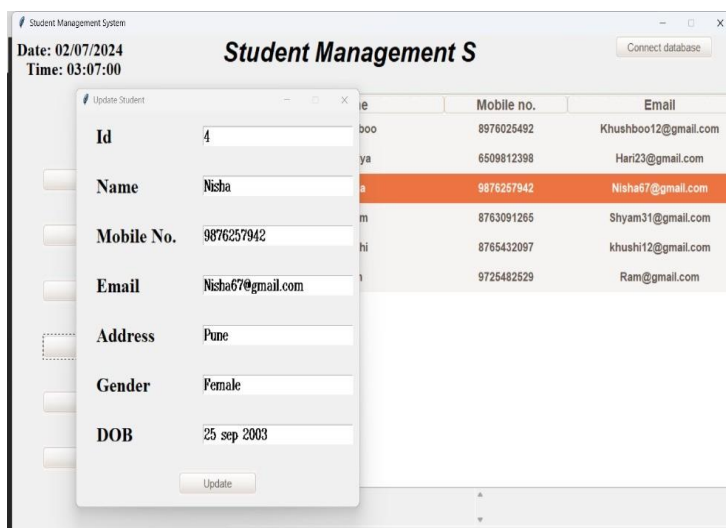 Student Management System
Date: 02/07/2024
Time: 03:07:00
Student Management S
Connect database
Update Student
Id 4
Name Nisha
Mobile No. 9876257942
Email Nisha67@gmail.com
Address Pune
Gender Female
DOB 25 sep 2003
Update
e Mobile no. Email
boo 8976025492 Khushboo12@gmail.com
ya 6509812398 Hari23@gmail.com
a 9876257942 Nisha67@gmail.com
m 8763091265 Shyam31@gmail.com
hi 8765432097 khushi12@gmail.com
9725482529 Ram@gmail.com